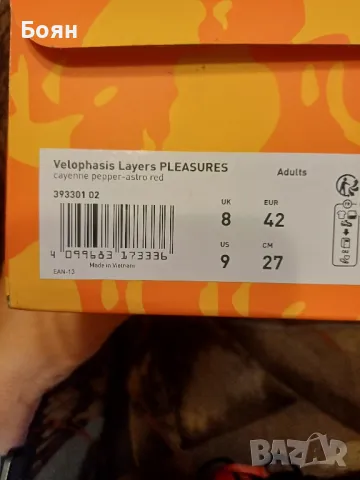 Боян
Velophasis Layers PLEASURES
cayenne pepper-astro red
Adults
393301 02
UK EUR
8 42
US CM
9 27
4 099683 173336
Made in Vietnam
EAN-13
BAZAR